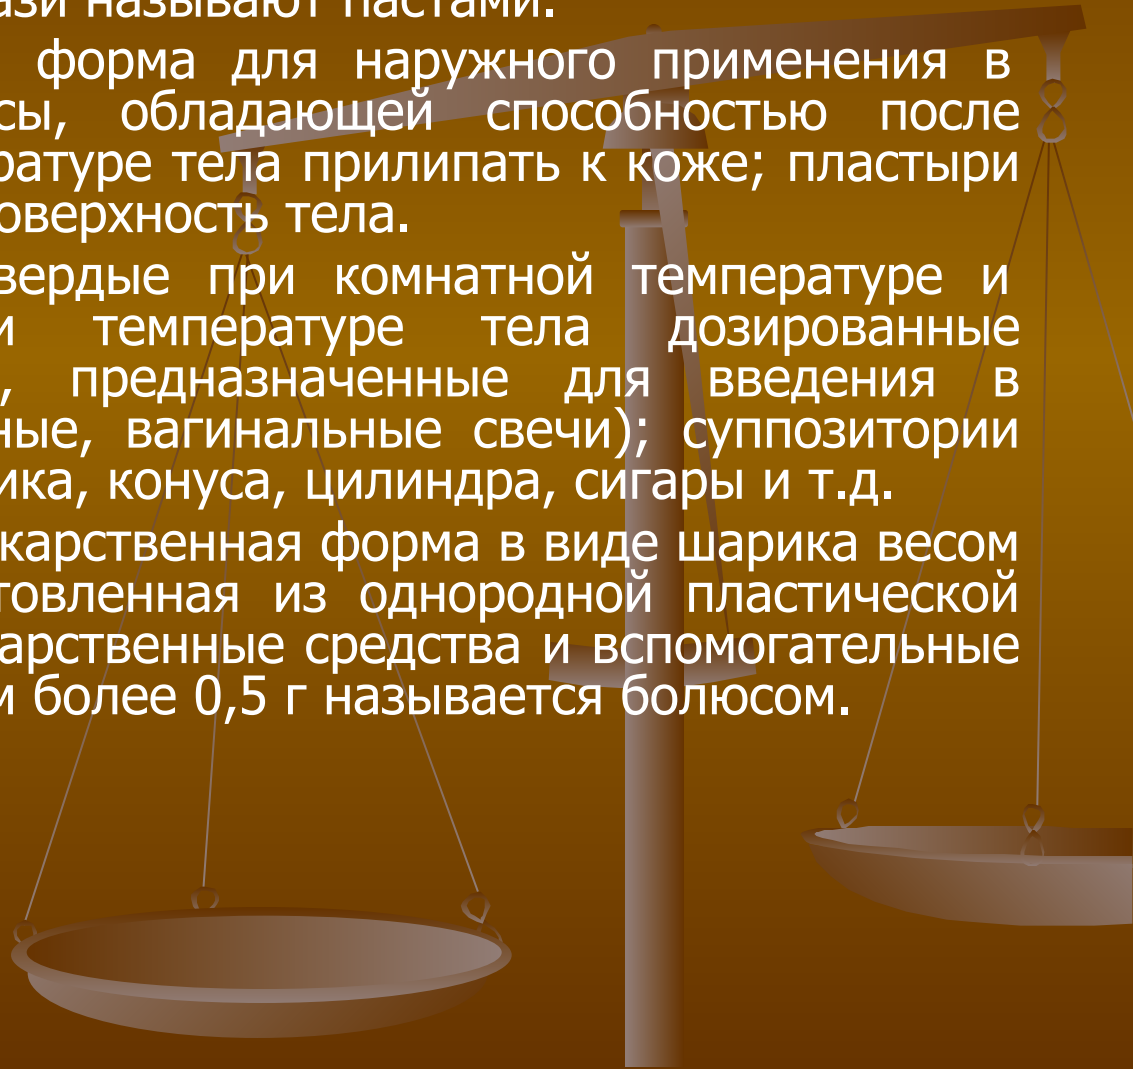 ази называют пастами.
форма для наружного применения в
сы, обладающей способностью после
ратуре тела прилипать к коже; пластыри
оверхность тела.
вердые при комнатной температуре и
и температуре тела дозированные
, предназначенные для введения в
ные, вагинальные свечи); суппозитории
ика, конуса, цилиндра, сигары и т.д.
карственная форма в виде шарика весом
товленная из однородной пластической
арственные средства и вспомогательные
м более 0,5 г называется болюсом.